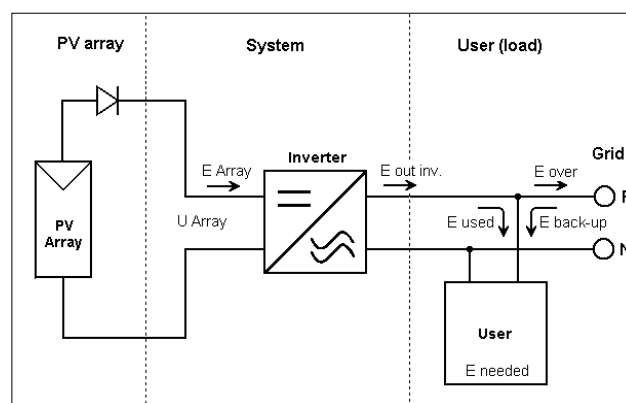 PV array
System
User (load)
Grid
Inverter
E Array
E out inv.
E over
PV
Array
U Array
E used
E back-up
N
User
E needed